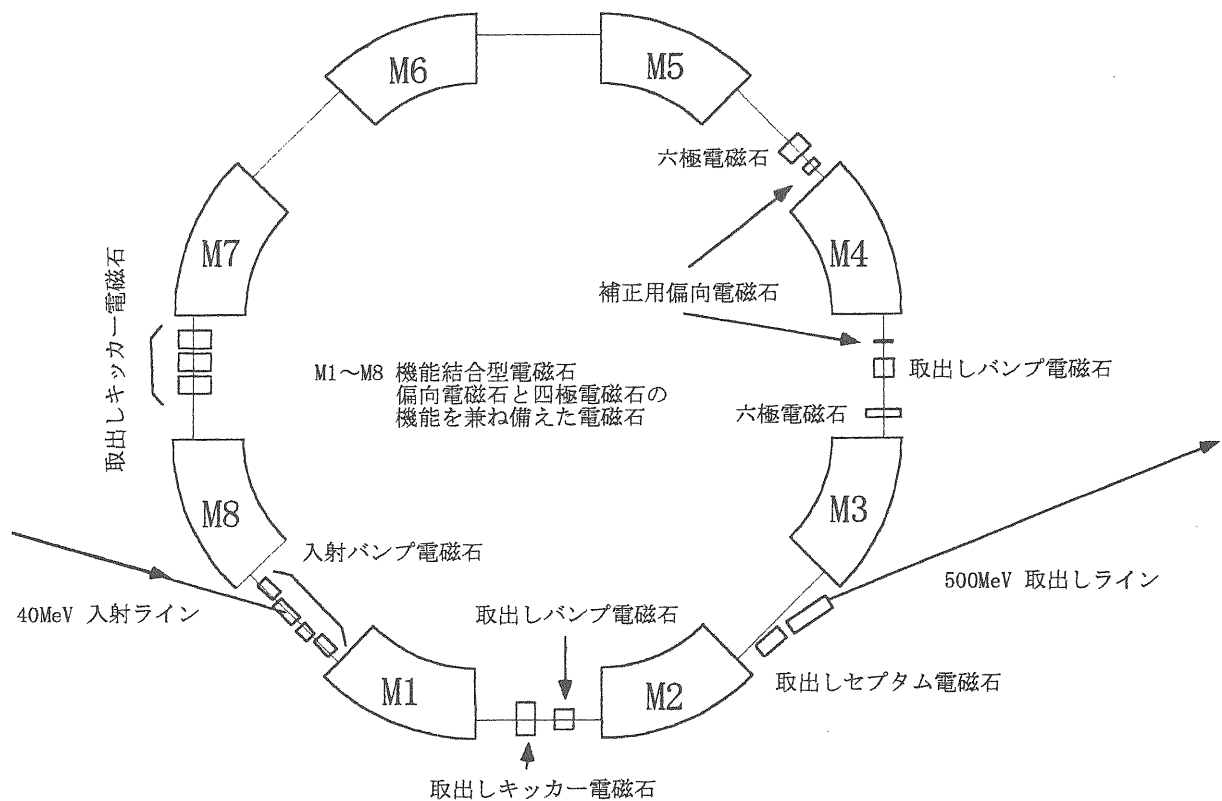 M6
M5
六極電磁石
M7
M4
取出しキッカー電磁石
補正用偏向電磁石
M1～M8 機能結合型電磁石
偏向電磁石と四極電磁石の
機能を兼ね備えた電磁石
取出しバンプ電磁石
六極電磁石
M8
M3
入射バンプ電磁石
40MeV 入射ライン
500MeV 取出しライン
取出しバンプ電磁石
M1
M2
取出しセプタム電磁石
取出しキッカー電磁石